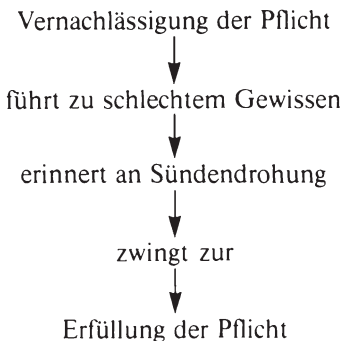 Vernachlässigung der Pflicht
führt zu schlechtem Gewissen
erinnert an Sündendrohung
zwingt zur
Erfüllung der Pflicht